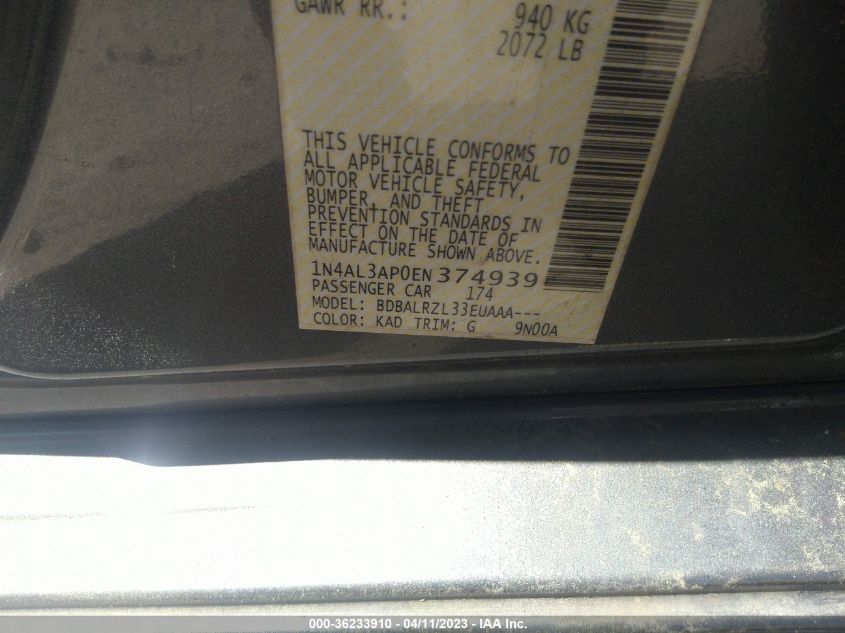 GAWR RR.: 940 KG
2072 LB
THIS VEHICLE CONFORMS TO
ALL APPLICABLE FEDERAL
MOTOR VEHICLE SAFETY,
BUMPER, AND THEFT
PREVENTION STANDARDS IN
EFFECT ON THE DATE OF
MANUFACTURE SHOWN ABOVE.
1N4AL3AP0EN374939
PASSENGER CAR 174
MODEL: BDBALRZL33EUAAA---
COLOR: KAD TRIM: G 9N00A
000-36233910 - 04/11/2023 - IAA Inc.